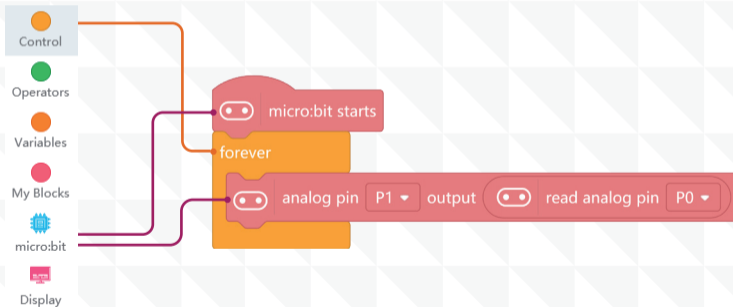 Control
Operators
Variables
My Blocks
micro:bit
Display
micro:bit starts
forever
analog pin P1 output read analog pin P0